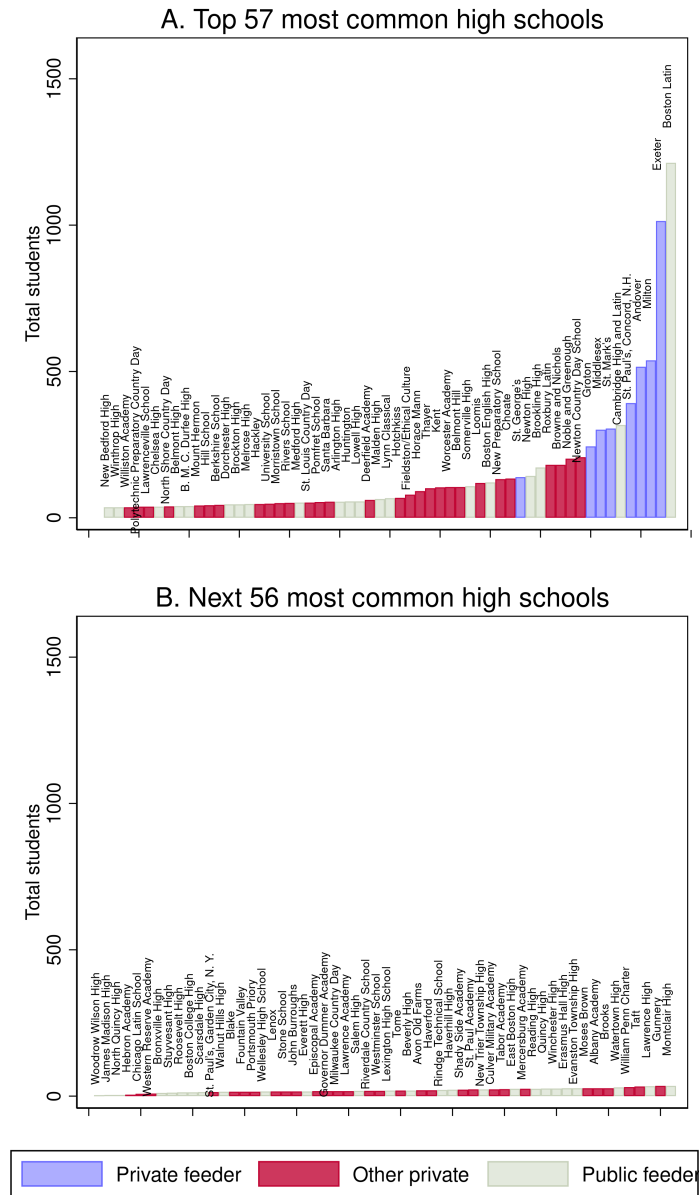 A. Top 57 most common high schools
Total students
0
500
1000
1500
New Bedford High
Winthrop High
Williston Academy
Polytechnic Preparatory Country Day
Lawrenceville School
Chelsea High
North Shore Country Day
Belmont High
B. M. C. Durfee High
Mount Hermon
Hill School
Berkshire School
Dorchester High
Brockton High
Melrose High
Hackley
University School
Morristown School
Rivers School
Medford High
St. Louis Country Day
Pomfret School
Santa Barbara
Arlington High
Huntington
Lowell High
Deerfield Academy
Malden High
Lynn Classical
Hotchkiss
Fieldston/Ethical Culture
Horace Mann
Thayer
Kent
Worcester Academy
Belmont Hill
Somerville High
Loomis
Boston English High
New Preparatory School
Choate
St. George's
Newton High
Brookline High
Roxbury Latin
Browne and Nichols
Noble and Greenough
Newton Country Day School
Groton
Middlesex
St. Mark's
Cambridge High and Latin
St. Paul's, Concord, N.H.
Andover
Milton
Exeter
Boston Latin
B. Next 56 most common high schools
Total students
0
500
1000
1500
Woodrow Wilson High
James Madison High
North Quincy High
Hebron Academy
Chicago Latin School
Western Reserve Academy
Bronxville High
Stuyvesant High
Roosevelt High
Boston College High
Scarsdale High
St. Paul's, Garden City, N. Y.
Walnut Hills High
Blake
Fountain Valley
Portsmouth Priory
Wellesley High School
Lenox
Stone School
John Burroughs
Everett High
Episcopal Academy
Governor Dummer Academy
Milwaukee Country Day
Lawrence Academy
Salem High
Riverdale Country School
Westminster School
Lexington High School
Tome
Beverly High
Avon Old Farms
Haverford
Rindge Technical School
Haverhill High
Shady Side Academy
St. Paul Academy
New Trier Township High
Culver Military Academy
Tabor Academy
East Boston High
Mercersburg Academy
Reading High
Quincy High
Winchester High
Erasmus Hall High
Evanston Township High
Moses Brown
Albany Academy
Brooks
Watertown High
William Penn Charter
Taft
Lawrence High
Gunnery
Montclair High
Private feeder
Other private
Public feeder